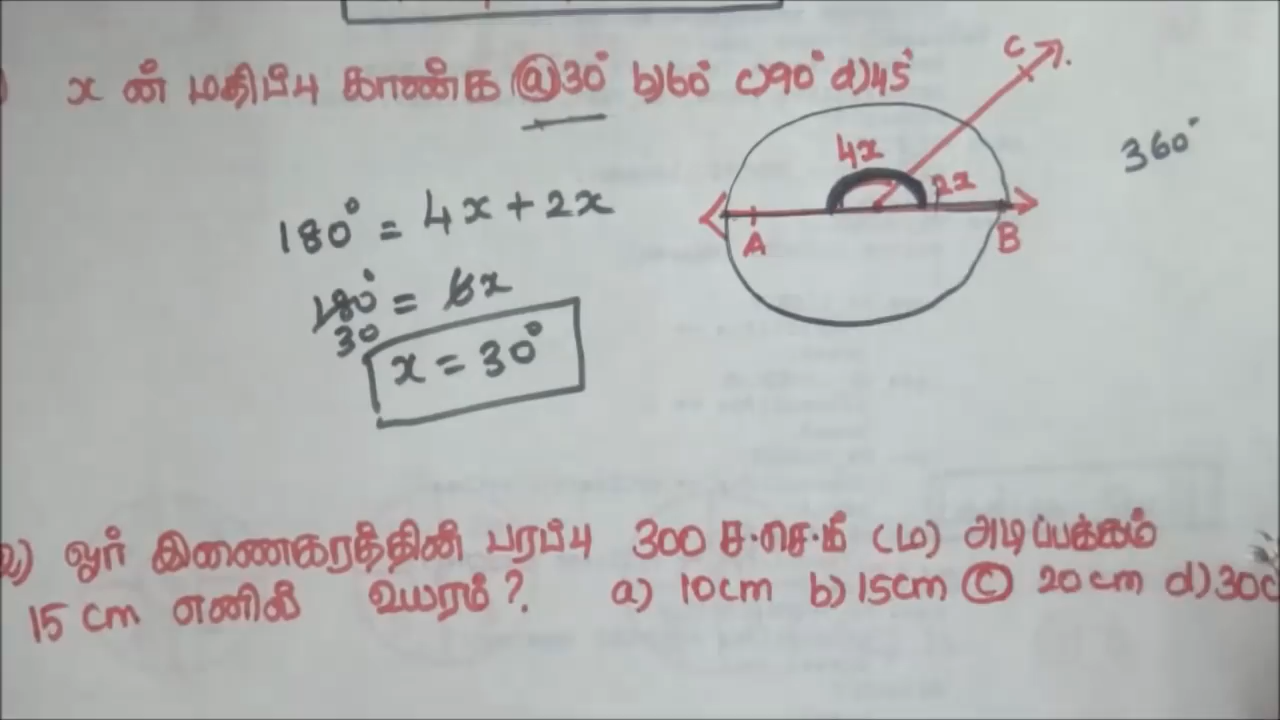 x ன் மதிப்பு காண்க a) 30° b) 60° c) 90° d) 45°
C
360°
4x
2x
A
B
180° = 4x + 2x
180° = 6x
30
x = 30°
2) ஓர் இணைகரத்தின் பரப்பு 300 ச.செ.மீ (ம) அடிப்பக்கம்
15 cm எனில் உயரம்? a) 10cm b) 15cm c) 20cm d) 30c